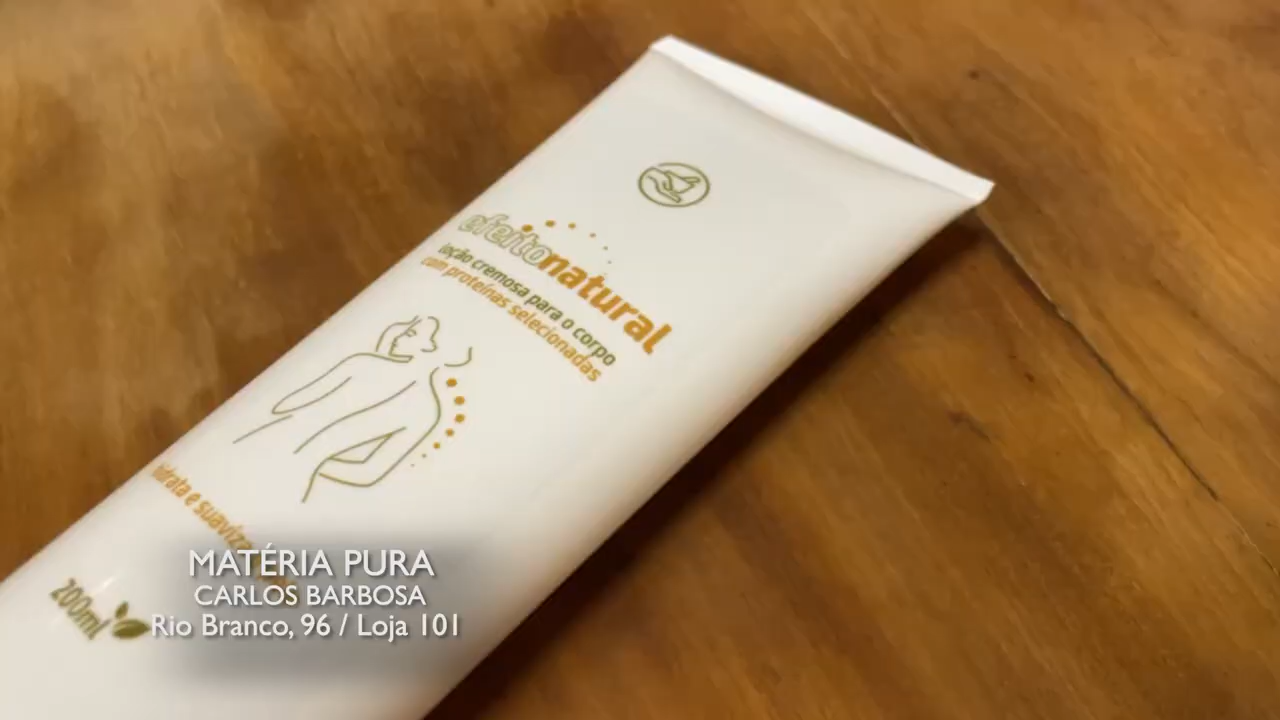 efeitonatural
loção cremosa para o corpo
com proteínas selecionadas
hidrata e suaviza
200ml
MATÉRIA PURA
CARLOS BARBOSA
Rio Branco, 96 / Loja 101